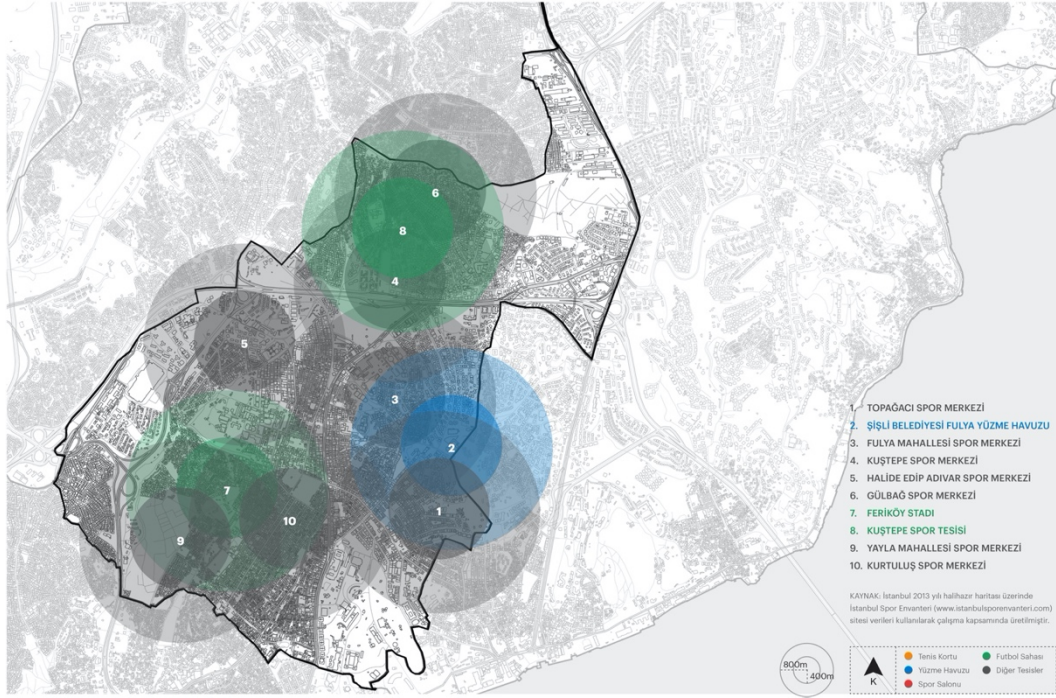 6
8
4
5
3
2
7
1
10
9
1. TOPAĞACI SPOR MERKEZİ
2. ŞİŞLİ BELEDİYESİ FULYA YÜZME HAVUZU
3. FULYA MAHALLESİ SPOR MERKEZİ
4. KUŞTEPE SPOR MERKEZİ
5. HALİDE EDİP ADIVAR SPOR MERKEZİ
6. GÜLBAĞ SPOR MERKEZİ
7. FERİKÖY STADI
8. KUŞTEPE SPOR TESİSİ
9. YAYLA MAHALLESİ SPOR MERKEZİ
10. KURTULUŞ SPOR MERKEZİ
KAYNAK: İstanbul 2013 yılı halihazır haritası üzerinde
İstanbul Spor Envanteri (www.istanbulsporenvanteri.com)
sitesi verileri kullanılarak çalışma kapsamında üretilmiştir.
800m
400m
K
Tenis Kortu
Yüzme Havuzu
Spor Salonu
Futbol Sahası
Diğer Tesisler